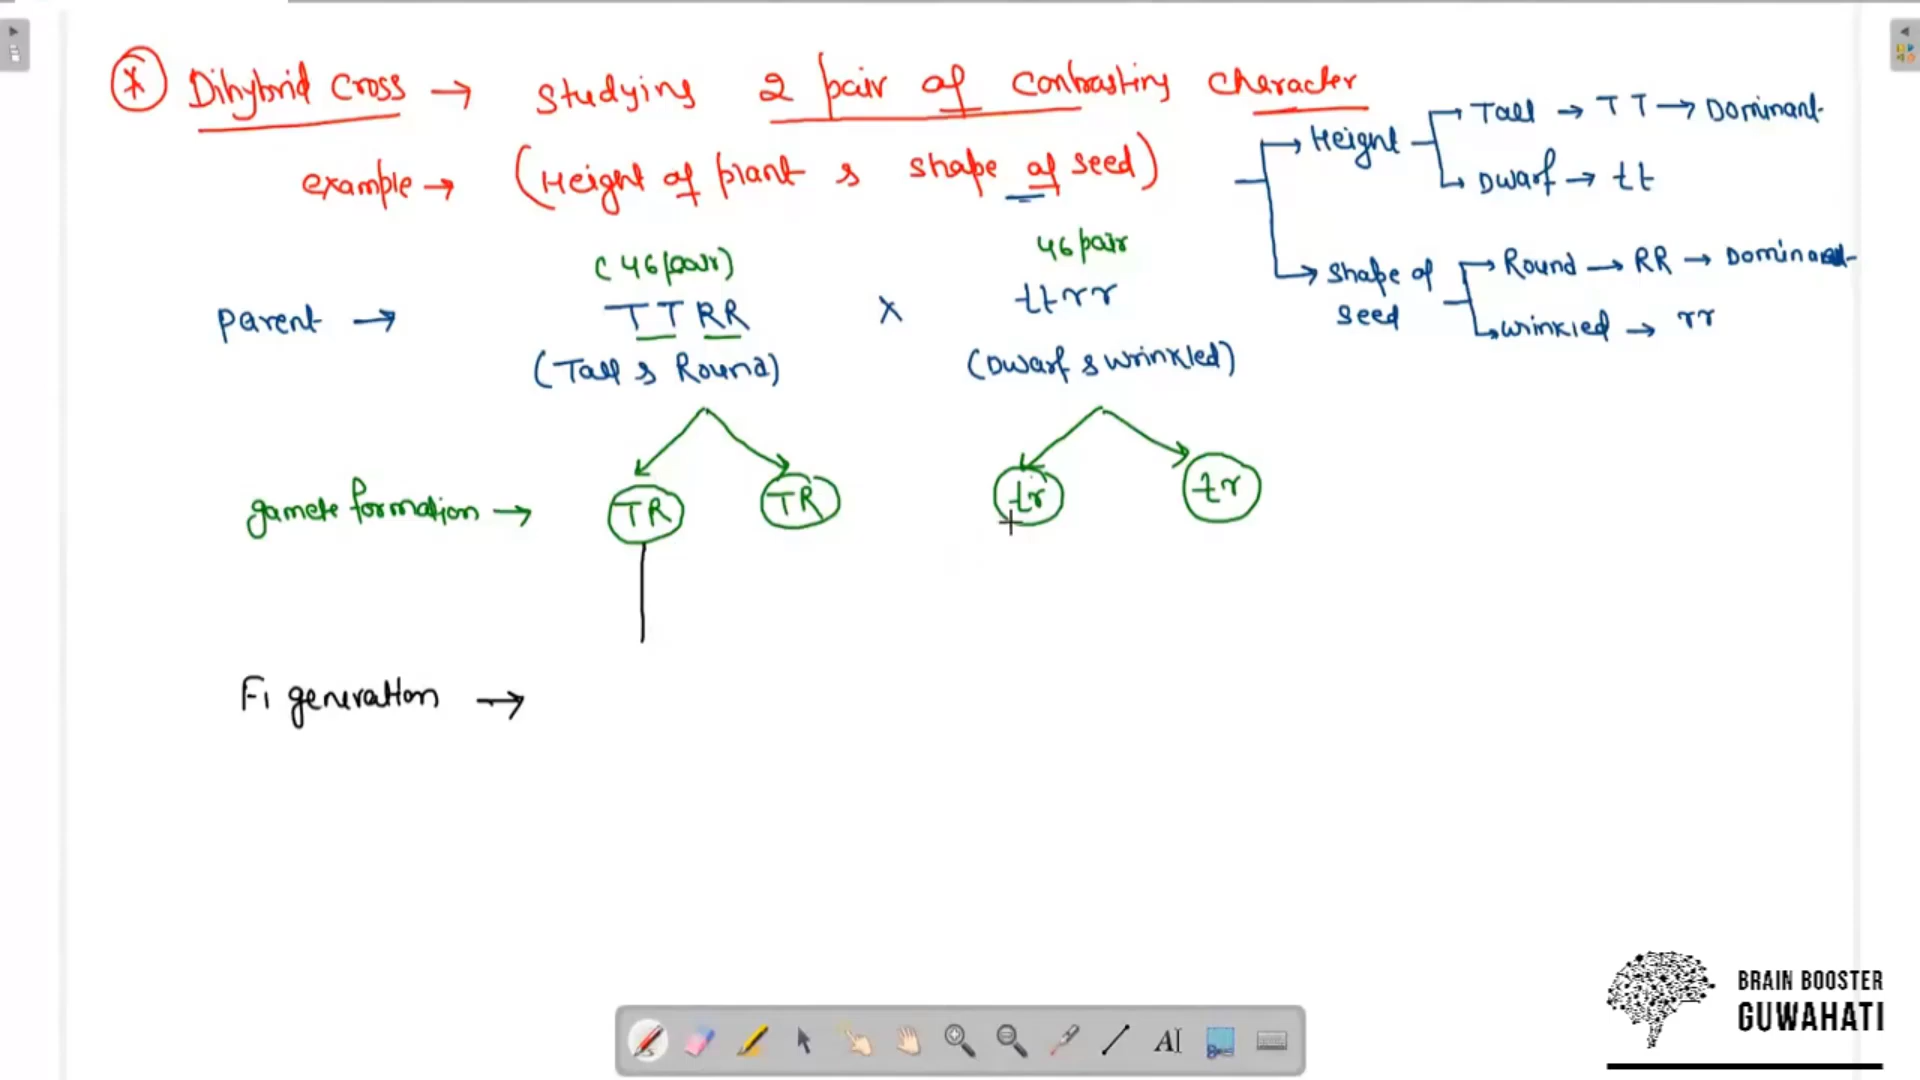 * Dihybrid cross → studying 2 pair of contrasting character
example → (Height of plant & shape of seed)
Height
Tall → TT → Dominant
Dwarf → tt
shape of seed
Round → RR → Dominant
wrinkled → rr
(46 pair) 46 pair
parent → TTRR × ttrr
(Tall & Round) (Dwarf & wrinkled)
gamete formation → TR TR tr tr
F1 generation →
AI
BRAIN BOOSTER
GUWAHATI